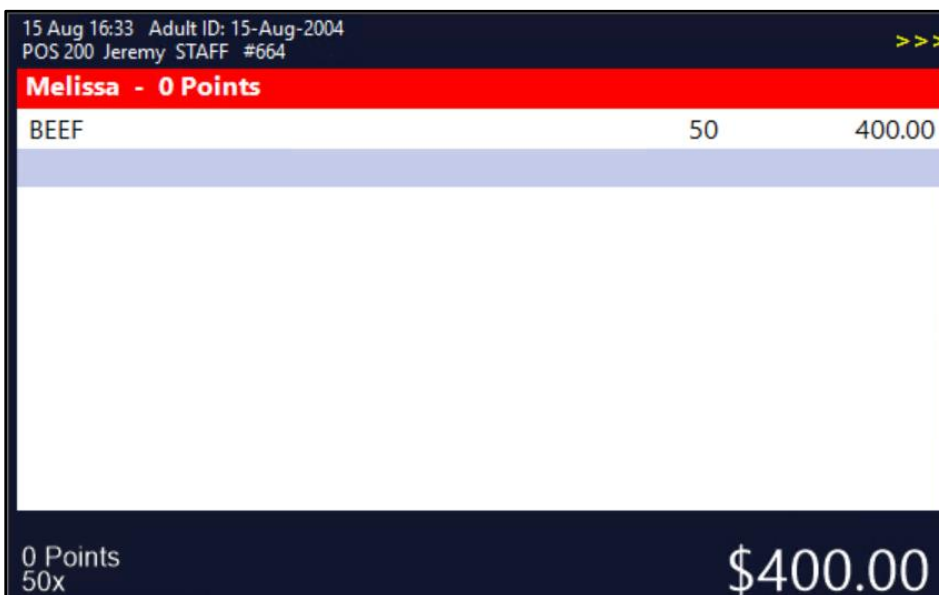 15 Aug 16:33 Adult ID: 15-Aug-2004
POS 200 Jeremy STAFF #664
>>>
Melissa - 0 Points
BEEF 50 400.00
0 Points
50x
$400.00